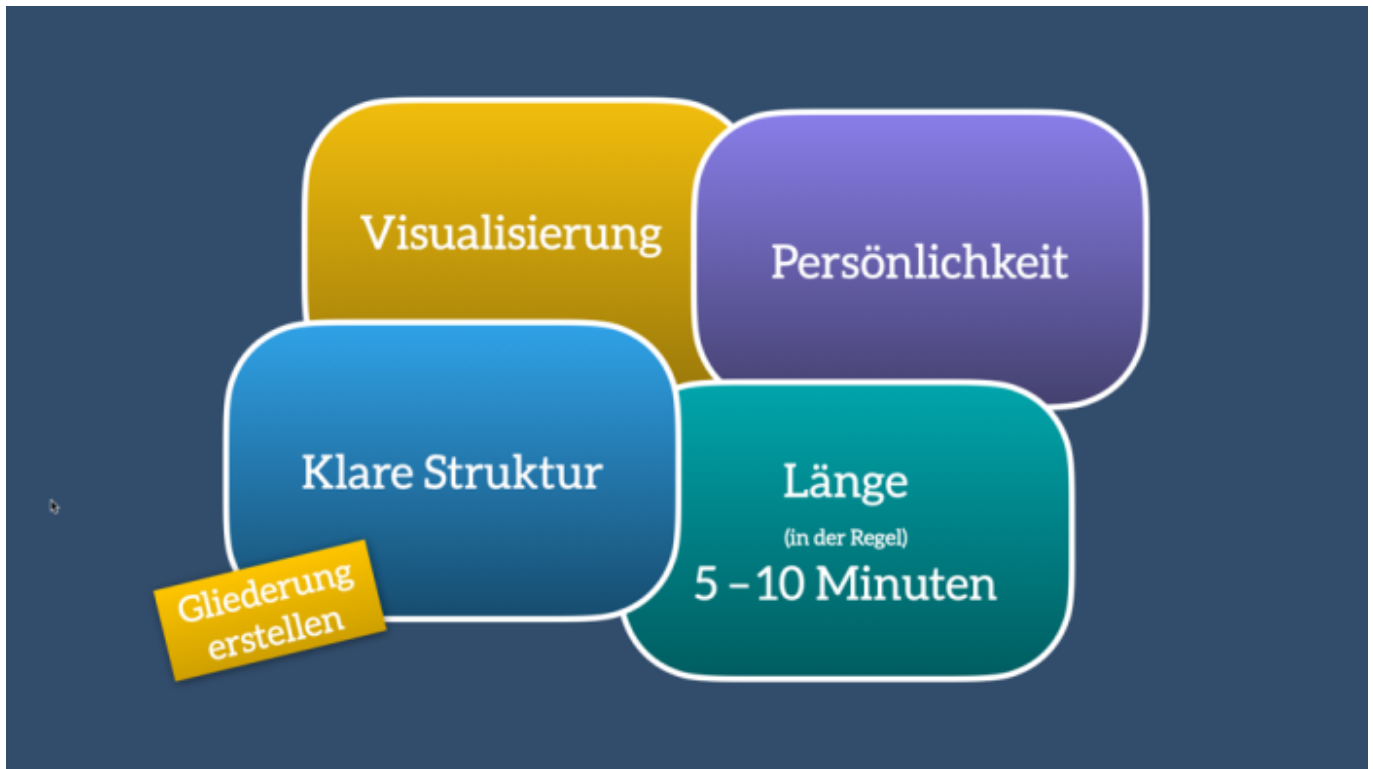 Visualisierung
Persönlichkeit
Klare Struktur
Länge
(in der Regel)
5 – 10 Minuten
Gliederung
erstellen